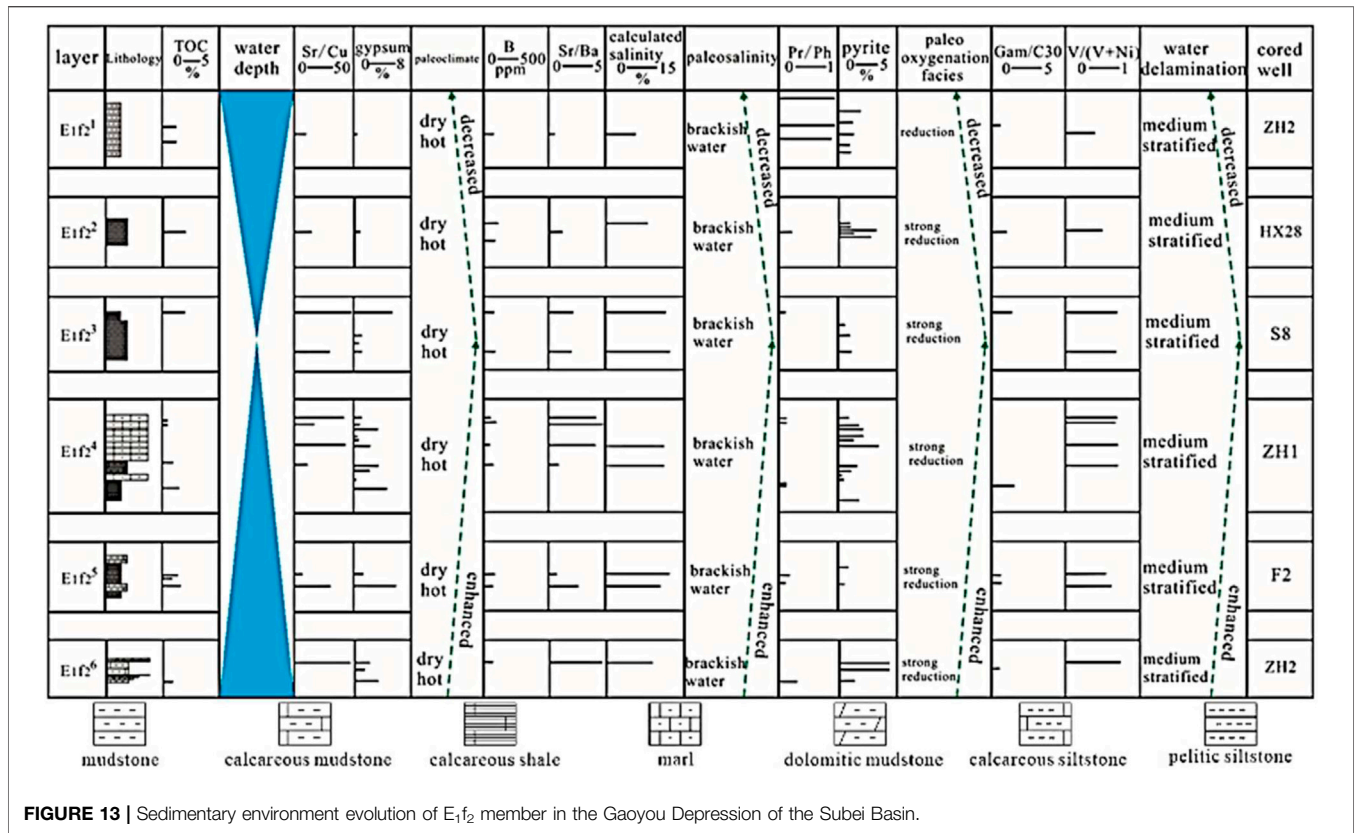 layer Lithology TOC 0—5 % water depth Sr/Cu 0—50 gypsum 0—8 % paleoclimate B 0—500 ppm Sr/Ba 0—5 calculated salinity 0—15 % paleosalinity Pr/Ph 0—1 pyrite 0—5 % paleo oxygenation facies Gam/C30 0—5 V/(V+Ni) 0—1 water delamination cored well
E1f2¹ dry hot decreased brackish water decreased reduction decreased medium stratified decreased ZH2
E1f2² dry hot brackish water strong reduction medium stratified HX28
E1f2³ dry hot brackish water strong reduction medium stratified S8
E1f2⁴ dry hot brackish water strong reduction medium stratified ZH1
E1f2⁵ dry hot enhanced brackish water enhanced strong reduction enhanced medium stratified enhanced F2
E1f2⁶ dry hot brackish water strong reduction medium stratified ZH2
mudstone calcareous mudstone calcareous shale marl dolomitic mudstone calcareous siltstone pelitic siltstone
FIGURE 13 | Sedimentary environment evolution of E₁f₂ member in the Gaoyou Depression of the Subei Basin.